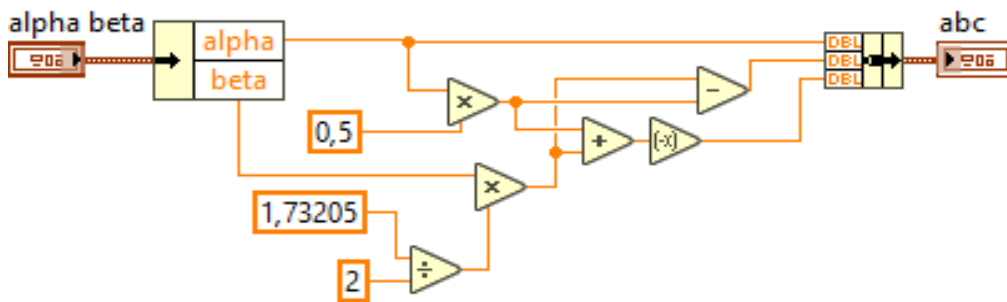 alpha beta
abc
alpha
beta
DBL
DBL
DBL
×
−
0,5
+
(-x)
×
1,73205
÷
2